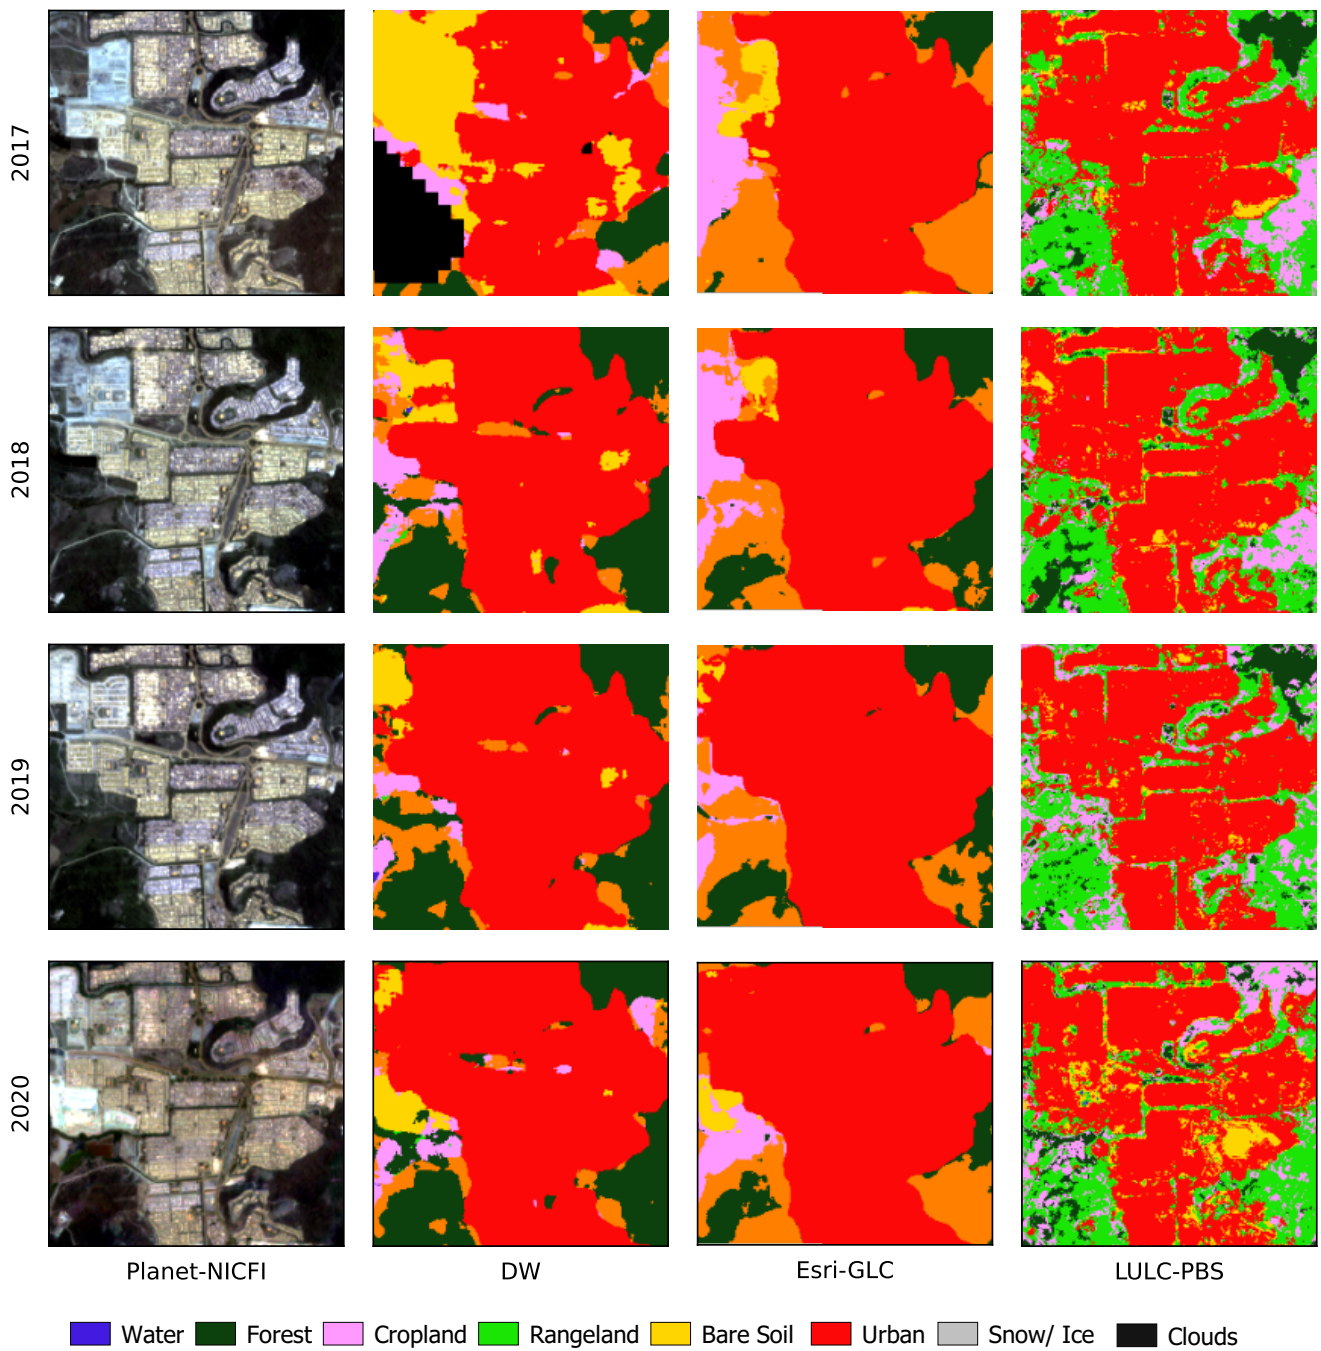 2017
2018
2019
2020
Planet-NICFI DW Esri-GLC LULC-PBS
Water Forest Cropland Rangeland Bare Soil Urban Snow/ Ice Clouds